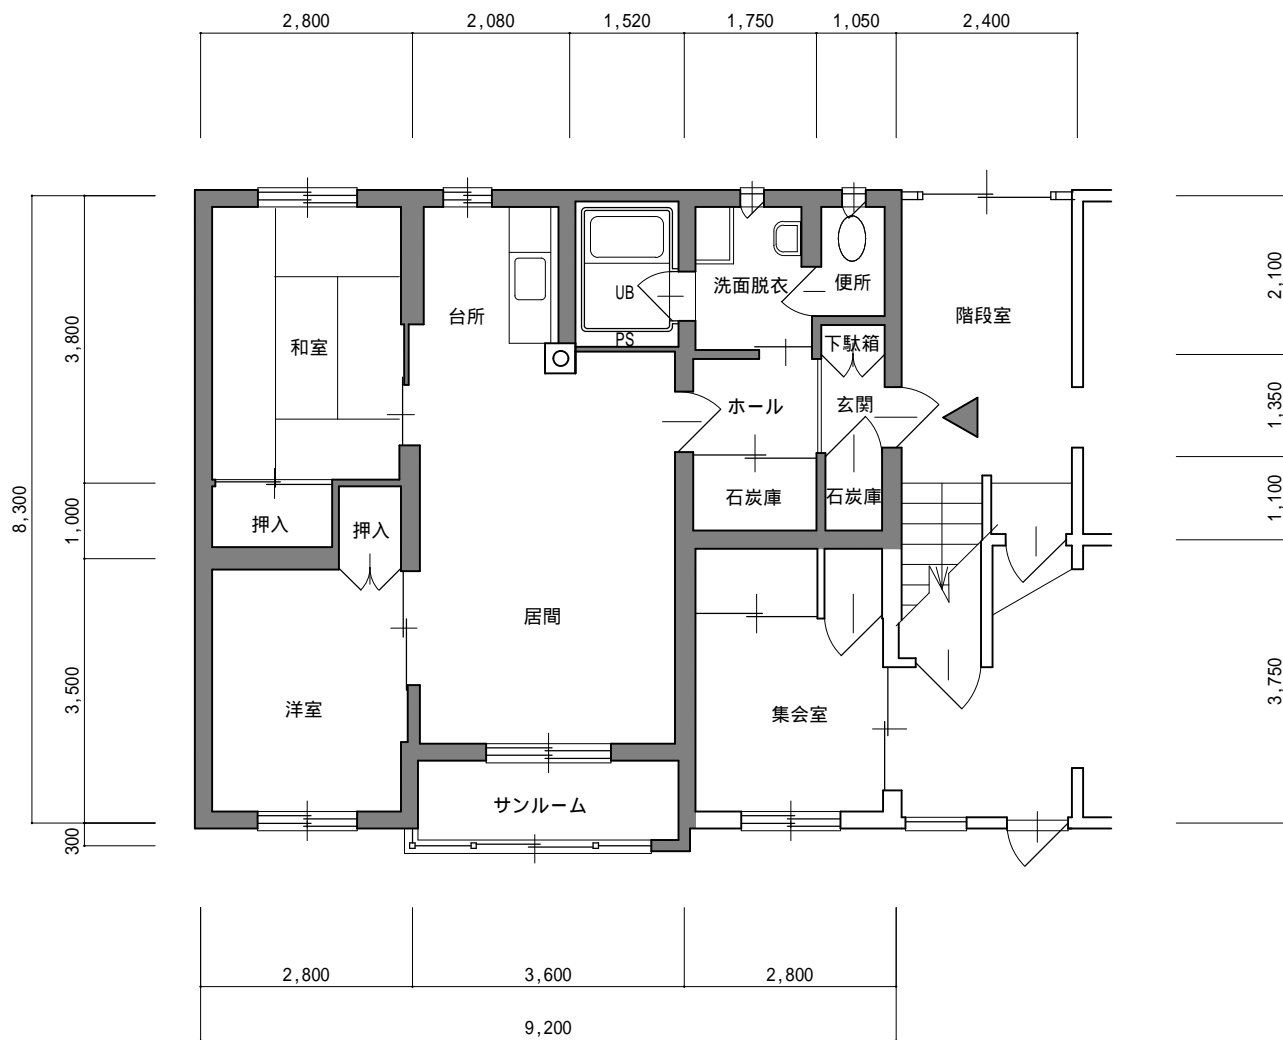 2,800
2,080
1,520
1,750
1,050
2,400
8,300
3,800
1,000
3,500
300
2,100
1,350
1,100
3,750
和室
台所
UB
PS
洗面脱衣
便所
階段室
下駄箱
ホール
玄関
石炭庫
石炭庫
押入
押入
居間
洋室
集会室
サンルーム
2,800
3,600
2,800
9,200